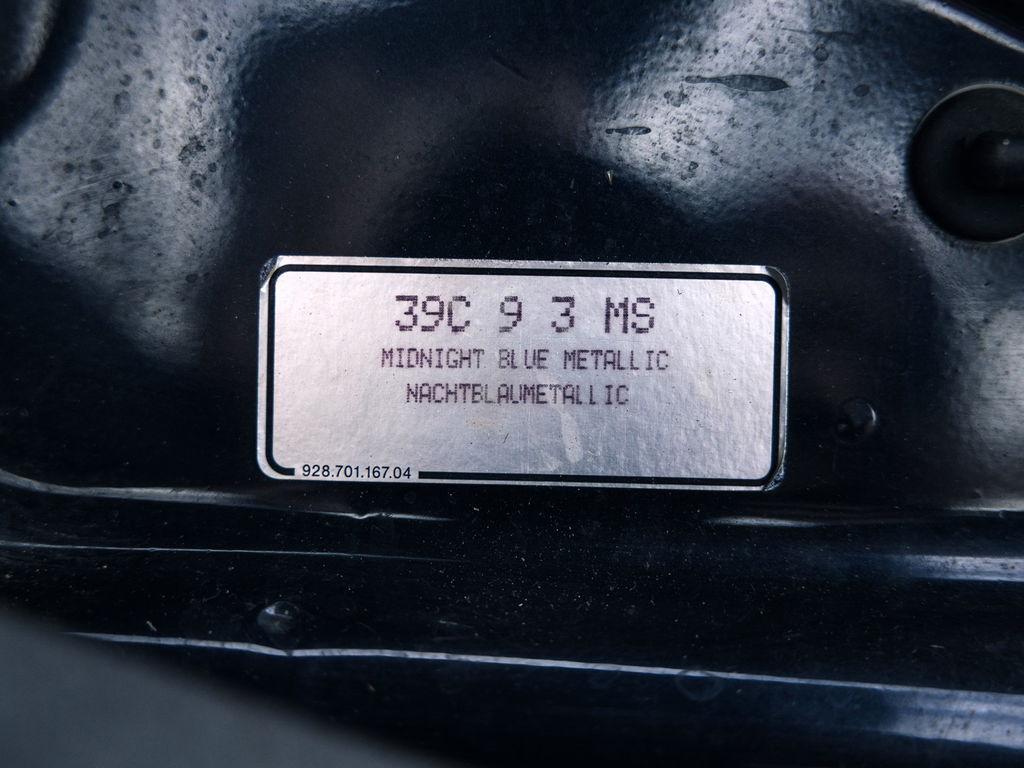 39C 9 3 MS
MIDNIGHT BLUE METALLIC
NACHTBLAUMETALLIC
928.701.167.04